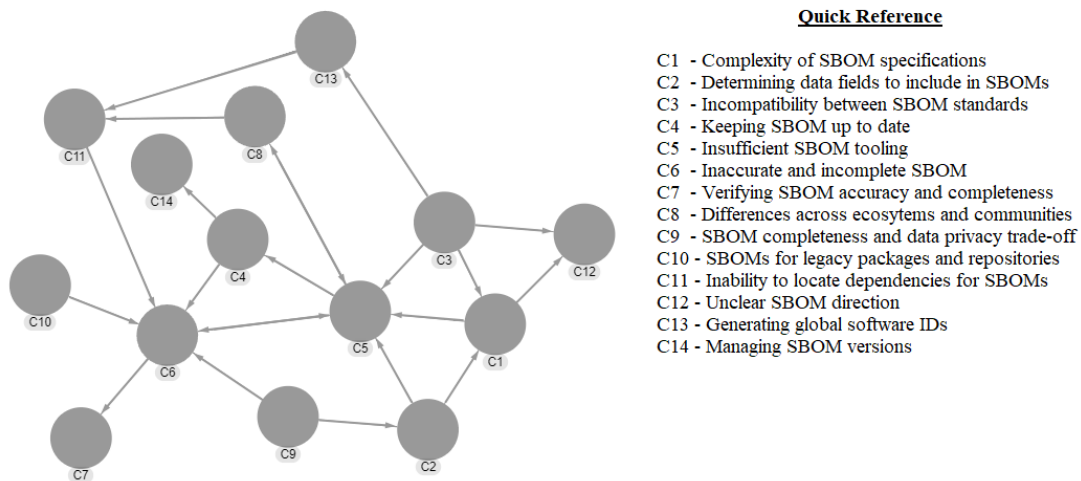 Quick Reference
C13
C11
C8
C14
C3
C4
C12
C10
C5
C1
C6
C9
C2
C7
C1 - Complexity of SBOM specifications
C2 - Determining data fields to include in SBOMs
C3 - Incompatibility between SBOM standards
C4 - Keeping SBOM up to date
C5 - Insufficient SBOM tooling
C6 - Inaccurate and incomplete SBOM
C7 - Verifying SBOM accuracy and completeness
C8 - Differences across ecosytems and communities
C9 - SBOM completeness and data privacy trade-off
C10 - SBOMs for legacy packages and repositories
C11 - Inability to locate dependencies for SBOMs
C12 - Unclear SBOM direction
C13 - Generating global software IDs
C14 - Managing SBOM versions